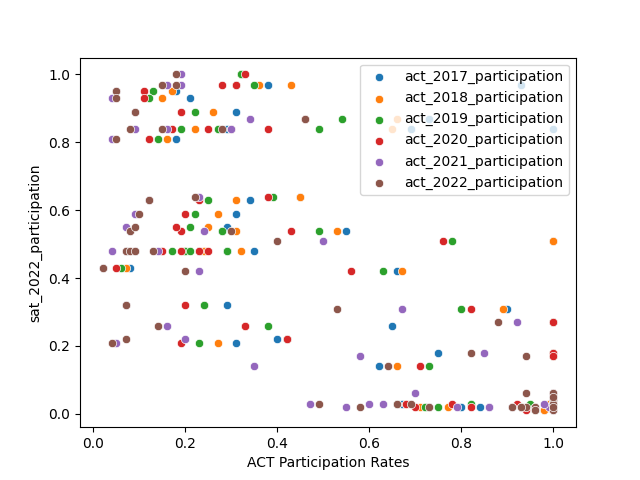 1.0
0.8
0.6
0.4
0.2
0.0
sat_2022_participation
act_2017_participation
act_2018_participation
act_2019_participation
act_2020_participation
act_2021_participation
act_2022_participation
0.0 0.2 0.4 0.6 0.8 1.0
ACT Participation Rates